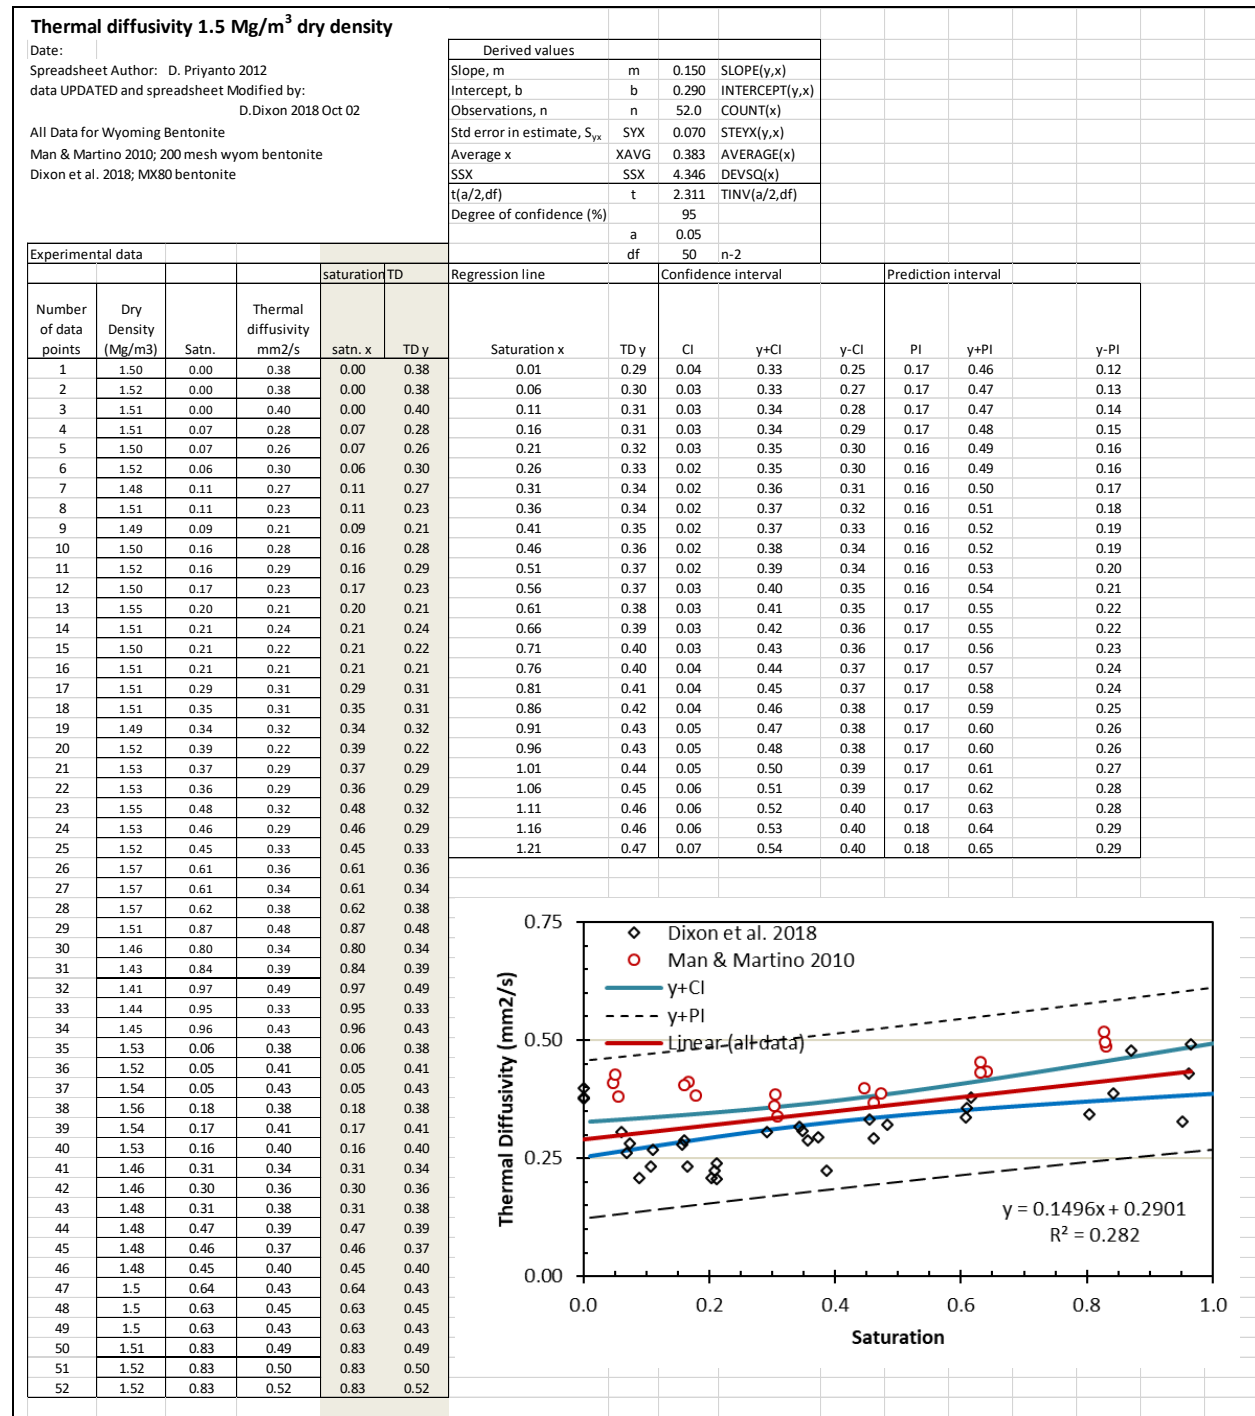 Thermal diffusivity 1.5 Mg/m³ dry density
Date:
Spreadsheet Author: D. Priyanto 2012
data UPDATED and spreadsheet Modified by:
D.Dixon 2018 Oct 02
All Data for Wyoming Bentonite
Man & Martino 2010; 200 mesh wyom bentonite
Dixon et al. 2018; MX80 bentonite
Derived values
Slope, m m 0.150 SLOPE(y,x)
Intercept, b b 0.290 INTERCEPT(y,x)
Observations, n n 52.0 COUNT(x)
Std error in estimate, Syx SYX 0.070 STEYX(y,x)
Average x XAVG 0.383 AVERAGE(x)
SSX SSX 4.346 DEVSQ(x)
t(a/2,df) t 2.311 TINV(a/2,df)
Degree of confidence (%) 95
a 0.05
df 50 n-2
Experimental data
saturation TD Regression line Confidence interval Prediction interval
Number of data points Dry Density (Mg/m3) Satn. Thermal diffusivity mm2/s satn. x TD y Saturation x TD y CI y+CI y-CI PI y+PI y-PI
1 1.50 0.00 0.38 0.00 0.38 0.01 0.29 0.04 0.33 0.25 0.17 0.46 0.12
2 1.52 0.00 0.38 0.00 0.38 0.06 0.30 0.03 0.33 0.27 0.17 0.47 0.13
3 1.51 0.00 0.40 0.00 0.40 0.11 0.31 0.03 0.34 0.28 0.17 0.47 0.14
4 1.51 0.07 0.28 0.07 0.28 0.16 0.31 0.03 0.34 0.29 0.17 0.48 0.15
5 1.50 0.07 0.26 0.07 0.26 0.21 0.32 0.03 0.35 0.30 0.16 0.49 0.16
6 1.52 0.06 0.30 0.06 0.30 0.26 0.33 0.02 0.35 0.30 0.16 0.49 0.16
7 1.48 0.11 0.27 0.11 0.27 0.31 0.34 0.02 0.36 0.31 0.16 0.50 0.17
8 1.51 0.11 0.23 0.11 0.23 0.36 0.34 0.02 0.37 0.32 0.16 0.51 0.18
9 1.49 0.09 0.21 0.09 0.21 0.41 0.35 0.02 0.37 0.33 0.16 0.52 0.19
10 1.50 0.16 0.28 0.16 0.28 0.46 0.36 0.02 0.38 0.34 0.16 0.52 0.19
11 1.52 0.16 0.29 0.16 0.29 0.51 0.37 0.02 0.39 0.34 0.16 0.53 0.20
12 1.50 0.17 0.23 0.17 0.23 0.56 0.37 0.03 0.40 0.35 0.16 0.54 0.21
13 1.55 0.20 0.21 0.20 0.21 0.61 0.38 0.03 0.41 0.35 0.17 0.55 0.22
14 1.51 0.21 0.24 0.21 0.24 0.66 0.39 0.03 0.42 0.36 0.17 0.55 0.22
15 1.50 0.21 0.22 0.21 0.22 0.71 0.40 0.03 0.43 0.36 0.17 0.56 0.23
16 1.51 0.21 0.21 0.21 0.21 0.76 0.40 0.04 0.44 0.37 0.17 0.57 0.24
17 1.51 0.29 0.31 0.29 0.31 0.81 0.41 0.04 0.45 0.37 0.17 0.58 0.24
18 1.51 0.35 0.31 0.35 0.31 0.86 0.42 0.04 0.46 0.38 0.17 0.59 0.25
19 1.49 0.34 0.32 0.34 0.32 0.91 0.43 0.05 0.47 0.38 0.17 0.60 0.26
20 1.52 0.39 0.22 0.39 0.22 0.96 0.43 0.05 0.48 0.38 0.17 0.60 0.26
21 1.53 0.37 0.29 0.37 0.29 1.01 0.44 0.05 0.50 0.39 0.17 0.61 0.27
22 1.53 0.36 0.29 0.36 0.29 1.06 0.45 0.06 0.51 0.39 0.17 0.62 0.28
23 1.55 0.48 0.32 0.48 0.32 1.11 0.46 0.06 0.52 0.40 0.17 0.63 0.28
24 1.53 0.46 0.29 0.46 0.29 1.16 0.46 0.06 0.53 0.40 0.18 0.64 0.29
25 1.52 0.45 0.33 0.45 0.33 1.21 0.47 0.07 0.54 0.40 0.18 0.65 0.29
26 1.57 0.61 0.36 0.61 0.36
27 1.57 0.61 0.34 0.61 0.34
28 1.57 0.62 0.38 0.62 0.38
29 1.51 0.87 0.48 0.87 0.48
30 1.46 0.80 0.34 0.80 0.34
31 1.43 0.84 0.39 0.84 0.39
32 1.41 0.97 0.49 0.97 0.49
33 1.44 0.95 0.33 0.95 0.33
34 1.45 0.96 0.43 0.96 0.43
35 1.53 0.06 0.38 0.06 0.38
36 1.52 0.05 0.41 0.05 0.41
37 1.54 0.05 0.43 0.05 0.43
38 1.56 0.18 0.38 0.18 0.38
39 1.54 0.17 0.41 0.17 0.41
40 1.53 0.16 0.40 0.16 0.40
41 1.46 0.31 0.34 0.31 0.34
42 1.46 0.30 0.36 0.30 0.36
43 1.48 0.31 0.38 0.31 0.38
44 1.48 0.47 0.39 0.47 0.39
45 1.48 0.46 0.37 0.46 0.37
46 1.48 0.45 0.40 0.45 0.40
47 1.5 0.64 0.43 0.64 0.43
48 1.5 0.63 0.45 0.63 0.45
49 1.5 0.63 0.43 0.63 0.43
50 1.51 0.83 0.49 0.83 0.49
51 1.52 0.83 0.50 0.83 0.50
52 1.52 0.83 0.52 0.83 0.52
Thermal Diffusivity (mm2/s)
0.75
0.50
0.25
0.00
Dixon et al. 2018
Man & Martino 2010
y+CI
y+PI
Linear (all data)
y = 0.1496x + 0.2901
R² = 0.282
0.0 0.2 0.4 0.6 0.8 1.0
Saturation